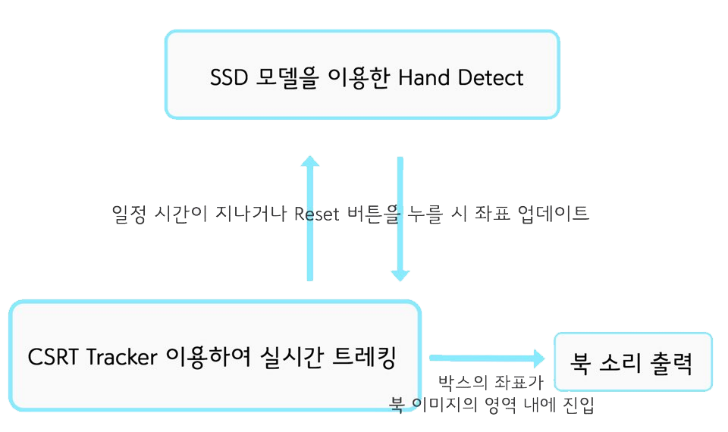 SSD 모델을 이용한 Hand Detect
일정 시간이 지나거나 Reset 버튼을 누를 시 좌표 업데이트
CSRT Tracker 이용하여 실시간 트레킹
북 소리 출력
박스의 좌표가
북 이미지의 영역 내에 진입